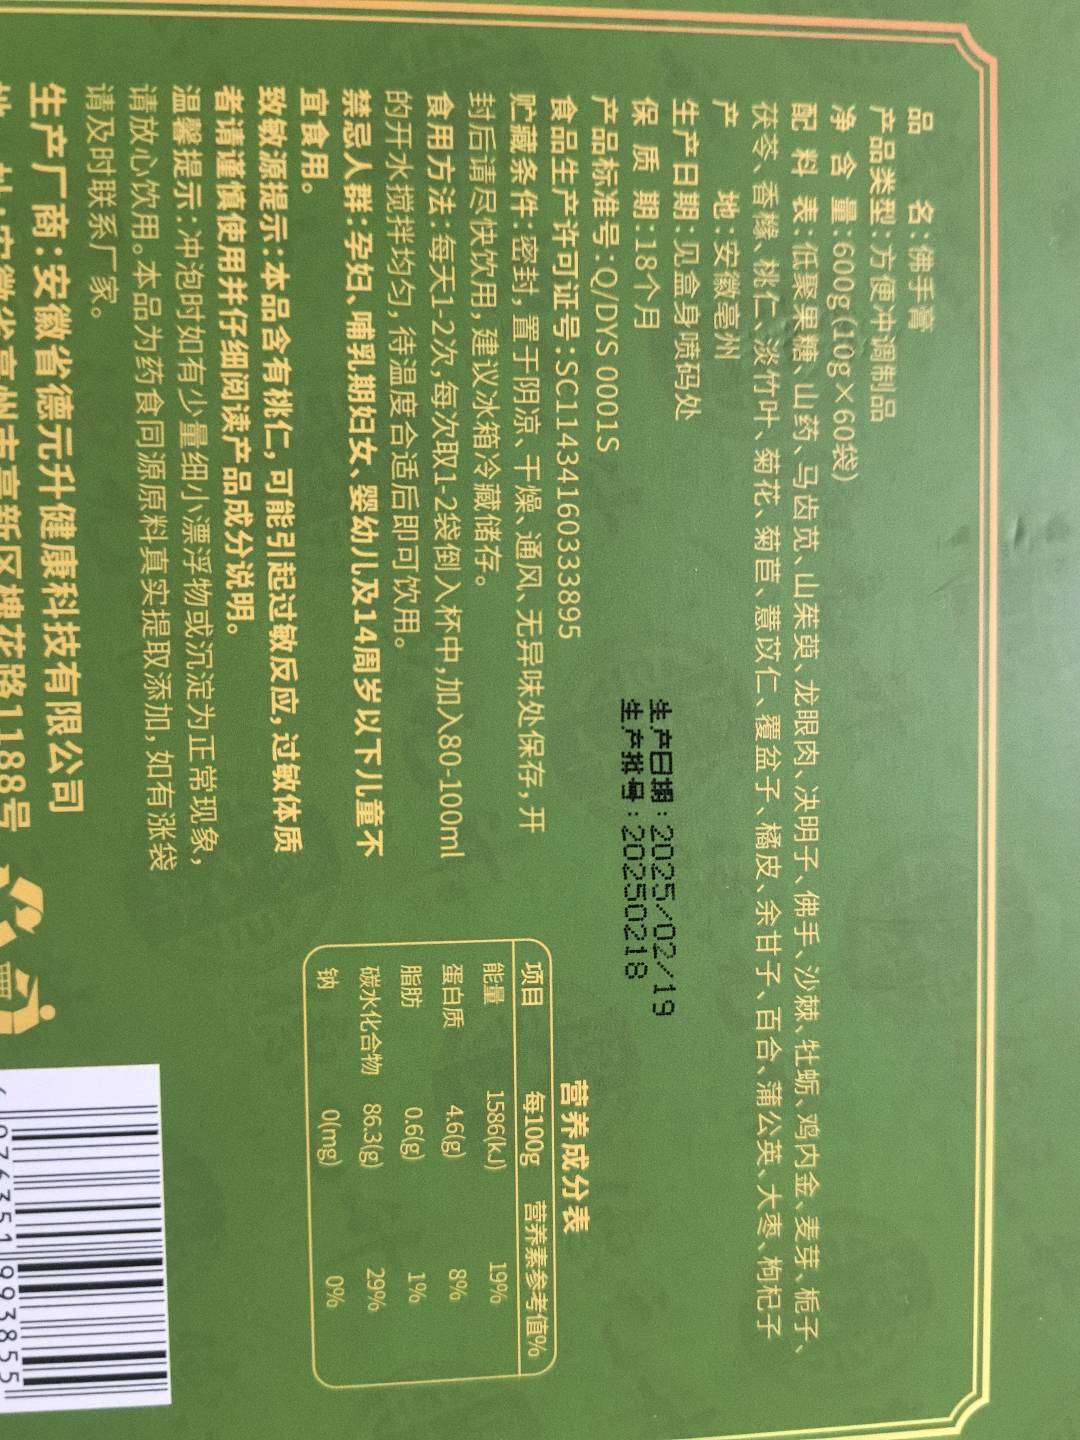 品 名:佛手膏
产品类型:方便冲调制品
净 含 量:600g(10g×60袋)
配 料 表:低聚果糖、山药、马齿苋、山茱萸、龙眼肉、决明子、佛手、沙棘、牡蛎、鸡内金、麦芽、栀子、
茯苓、香橼、桃仁、淡竹叶、菊花、菊苣、薏苡仁、覆盆子、橘皮、余甘子、百合、蒲公英、大枣、枸杞子
产 地:安徽亳州
生产日期:见盒身喷码处
保 质 期:18个月
产品标准号:Q/DYS 0001S
食品生产许可证号:SC11434160333895
贮藏条件:密封,置于阴凉、干燥、通风、无异味处保存,开
封后请尽快饮用,建议冰箱冷藏储存。
食用方法:每天1-2次,每次取1-2袋倒入杯中,加入80-100ml
的开水搅拌均匀,待温度合适后即可饮用。
禁忌人群:孕妇、哺乳期妇女、婴幼儿及14周岁以下儿童不
宜食用。
致敏源提示:本品含有桃仁,可能引起过敏反应,过敏体质
者请谨慎使用并仔细阅读产品成分说明。
温馨提示:冲泡时如有少量细小漂浮物或沉淀为正常现象,
请放心饮用。本品为药食同源原料真实提取添加,如有涨袋
请及时联系厂家。
生产厂商:安徽省德元升健康科技有限公司
地 址:安徽省亳州市高新区槐花路1188号
生产日期:2025/02/19
生产批号:20250218
营养成分表
项目 每100g 营养素参考值%
能量 1586(kJ) 19%
蛋白质 4.6(g) 8%
脂肪 0.6(g) 1%
碳水化合物 86.3(g) 29%
钠 0(mg) 0%